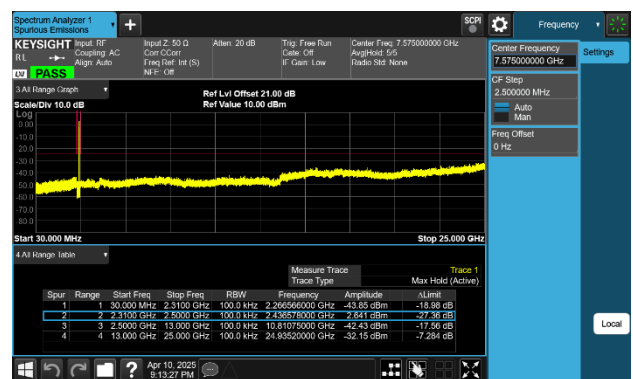 Spectrum Analyzer 1
Spurious Emissions
SCPI
Frequency
KEYSIGHT
RL
LXI PASS
Input: RF
Coupling: AC
Align: Auto
Input Z: 50 Ω
Corr CCorr
Freq Ref: Int (S)
NFE: Off
Atten: 20 dB
Trig: Free Run
Gate: Off
IF Gain: Low
Center Freq: 7.575000000 GHz
Avg|Hold: 5/5
Radio Std: None
Center Frequency
7.575000000 GHz
Settings
CF Step
2.500000 MHz
Auto
Man
Freq Offset
0 Hz
3 All Range Graph
Scale/Div 10.0 dB
Ref Lvl Offset 21.00 dB
Ref Value 10.00 dBm
Log
0.00
-10.0
-20.0
-30.0
-40.0
-50.0
-60.0
-70.0
-80.0
Start 30.000 MHz
Stop 25.000 GHz
4 All Range Table
Measure Trace Trace 1
Trace Type Max Hold (Active)
Spur Range Start Freq Stop Freq RBW Frequency Amplitude ΔLimit
1 1 30.000 MHz 2.3100 GHz 100.0 kHz 2.266566000 GHz -43.85 dBm -18.98 dB
2 2 2.3100 GHz 2.5000 GHz 100.0 kHz 2.436578000 GHz 2.641 dBm -27.36 dB
3 3 2.5000 GHz 13.000 GHz 100.0 kHz 10.81075000 GHz -42.43 dBm -17.56 dB
4 4 13.000 GHz 25.000 GHz 100.0 kHz 24.93520000 GHz -32.15 dBm -7.284 dB
Local
Apr 10, 2025
9:13:27 PM